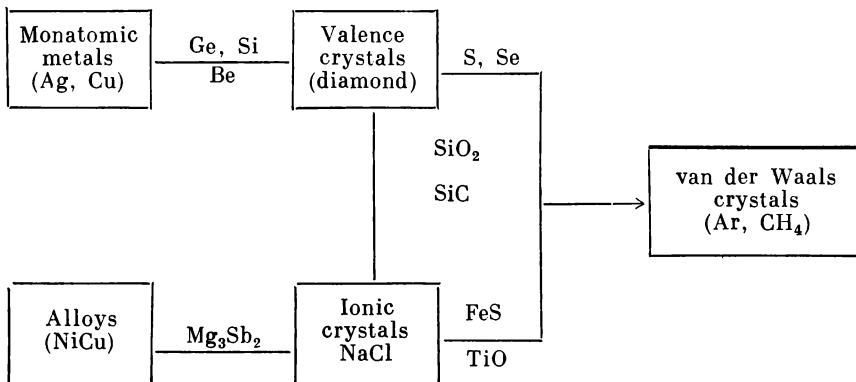 Monatomic
metals
(Ag, Cu)
Ge, Si
Be
Valence
crystals
(diamond)
S, Se
SiO₂
SiC
van der Waals
crystals
(Ar, CH₄)
Alloys
(NiCu)
Mg₃Sb₂
Ionic
crystals
NaCl
FeS
TiO